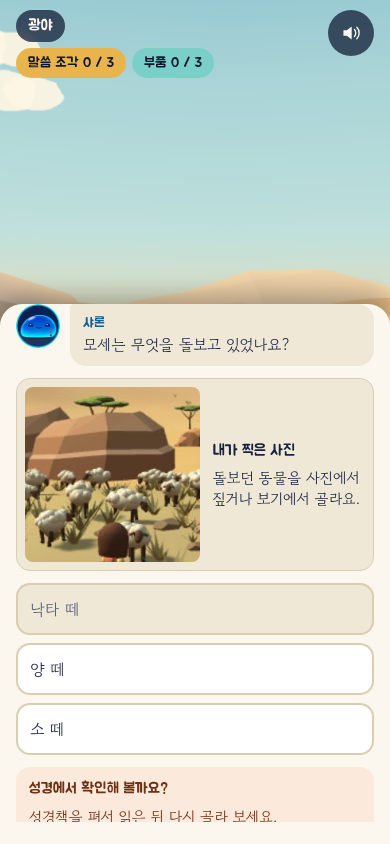 광야
말씀 조각 0 / 3
부품 0 / 3
샤론
모세는 무엇을 돌보고 있었나요?
내가 찍은 사진
돌보던 동물을 사진에서
짚거나 보기에서 골라요.
낙타 떼
양 떼
소 떼
성경에서 확인해 볼까요?
성경책을 펴서 읽은 뒤 다시 골라 보세요.